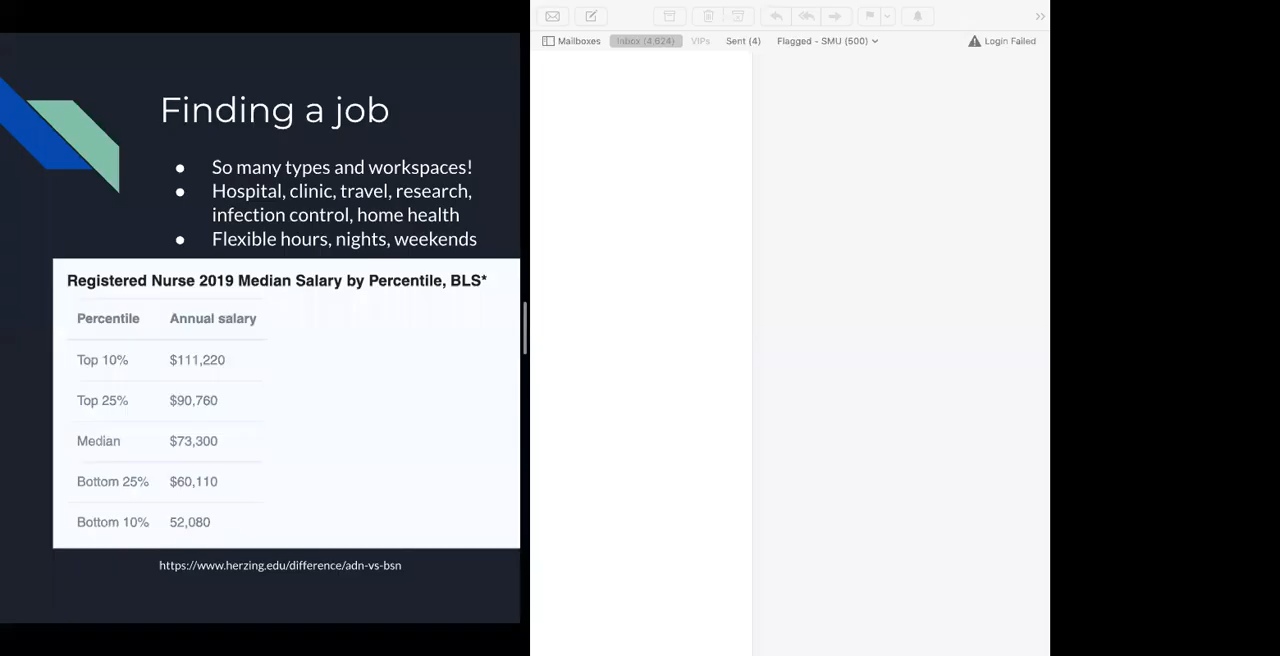 Finding a job
● So many types and workspaces!
● Hospital, clinic, travel, research,
infection control, home health
● Flexible hours, nights, weekends
Registered Nurse 2019 Median Salary by Percentile, BLS*
Percentile Annual salary
Top 10% $111,220
Top 25% $90,760
Median $73,300
Bottom 25% $60,110
Bottom 10% 52,080
https://www.herzing.edu/difference/adn-vs-bsn
Mailboxes Inbox (4,624) VIPs Sent (4) Flagged - SMU (500) Login Failed